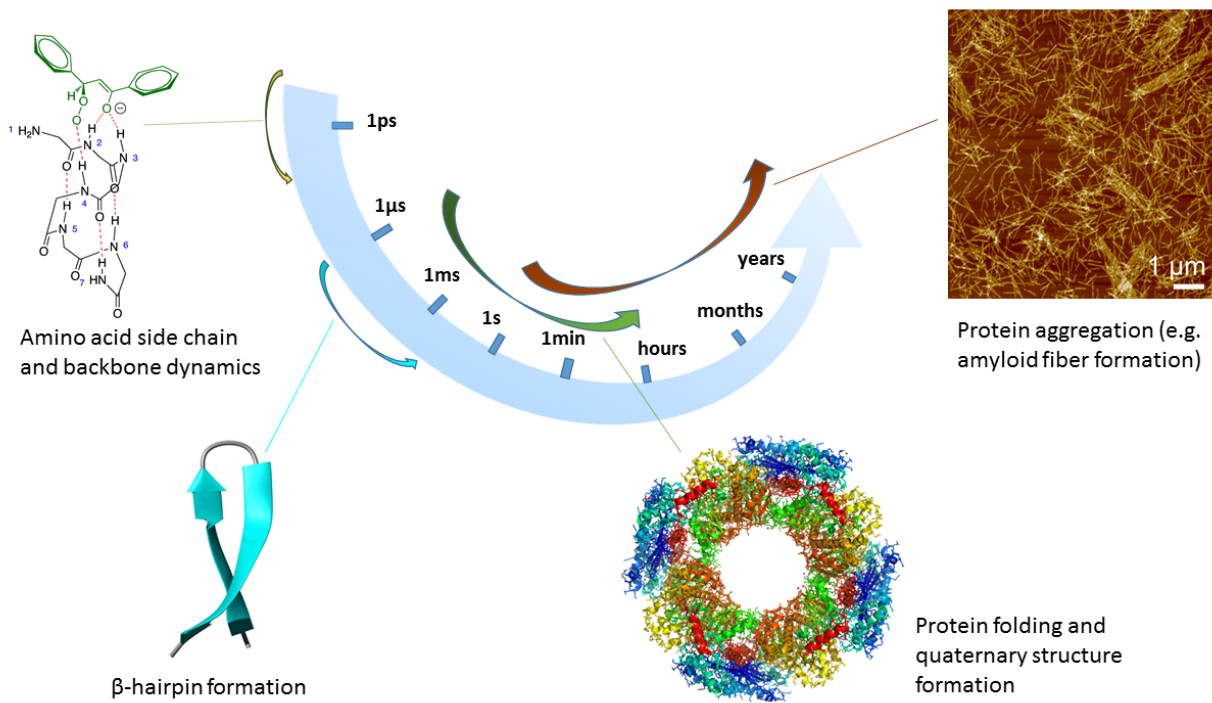 H
O
O
O
⊖
1
H₂N
H
N
2
H
N
3
O
H
N
4
O
O
H
N
5
O
H
N
6
O
H
N
7
O
Amino acid side chain
and backbone dynamics
1ps
1µs
1ms
1s
1min
hours
months
years
1 µm
Protein aggregation (e.g.
amyloid fiber formation)
β-hairpin formation
Protein folding and
quaternary structure
formation